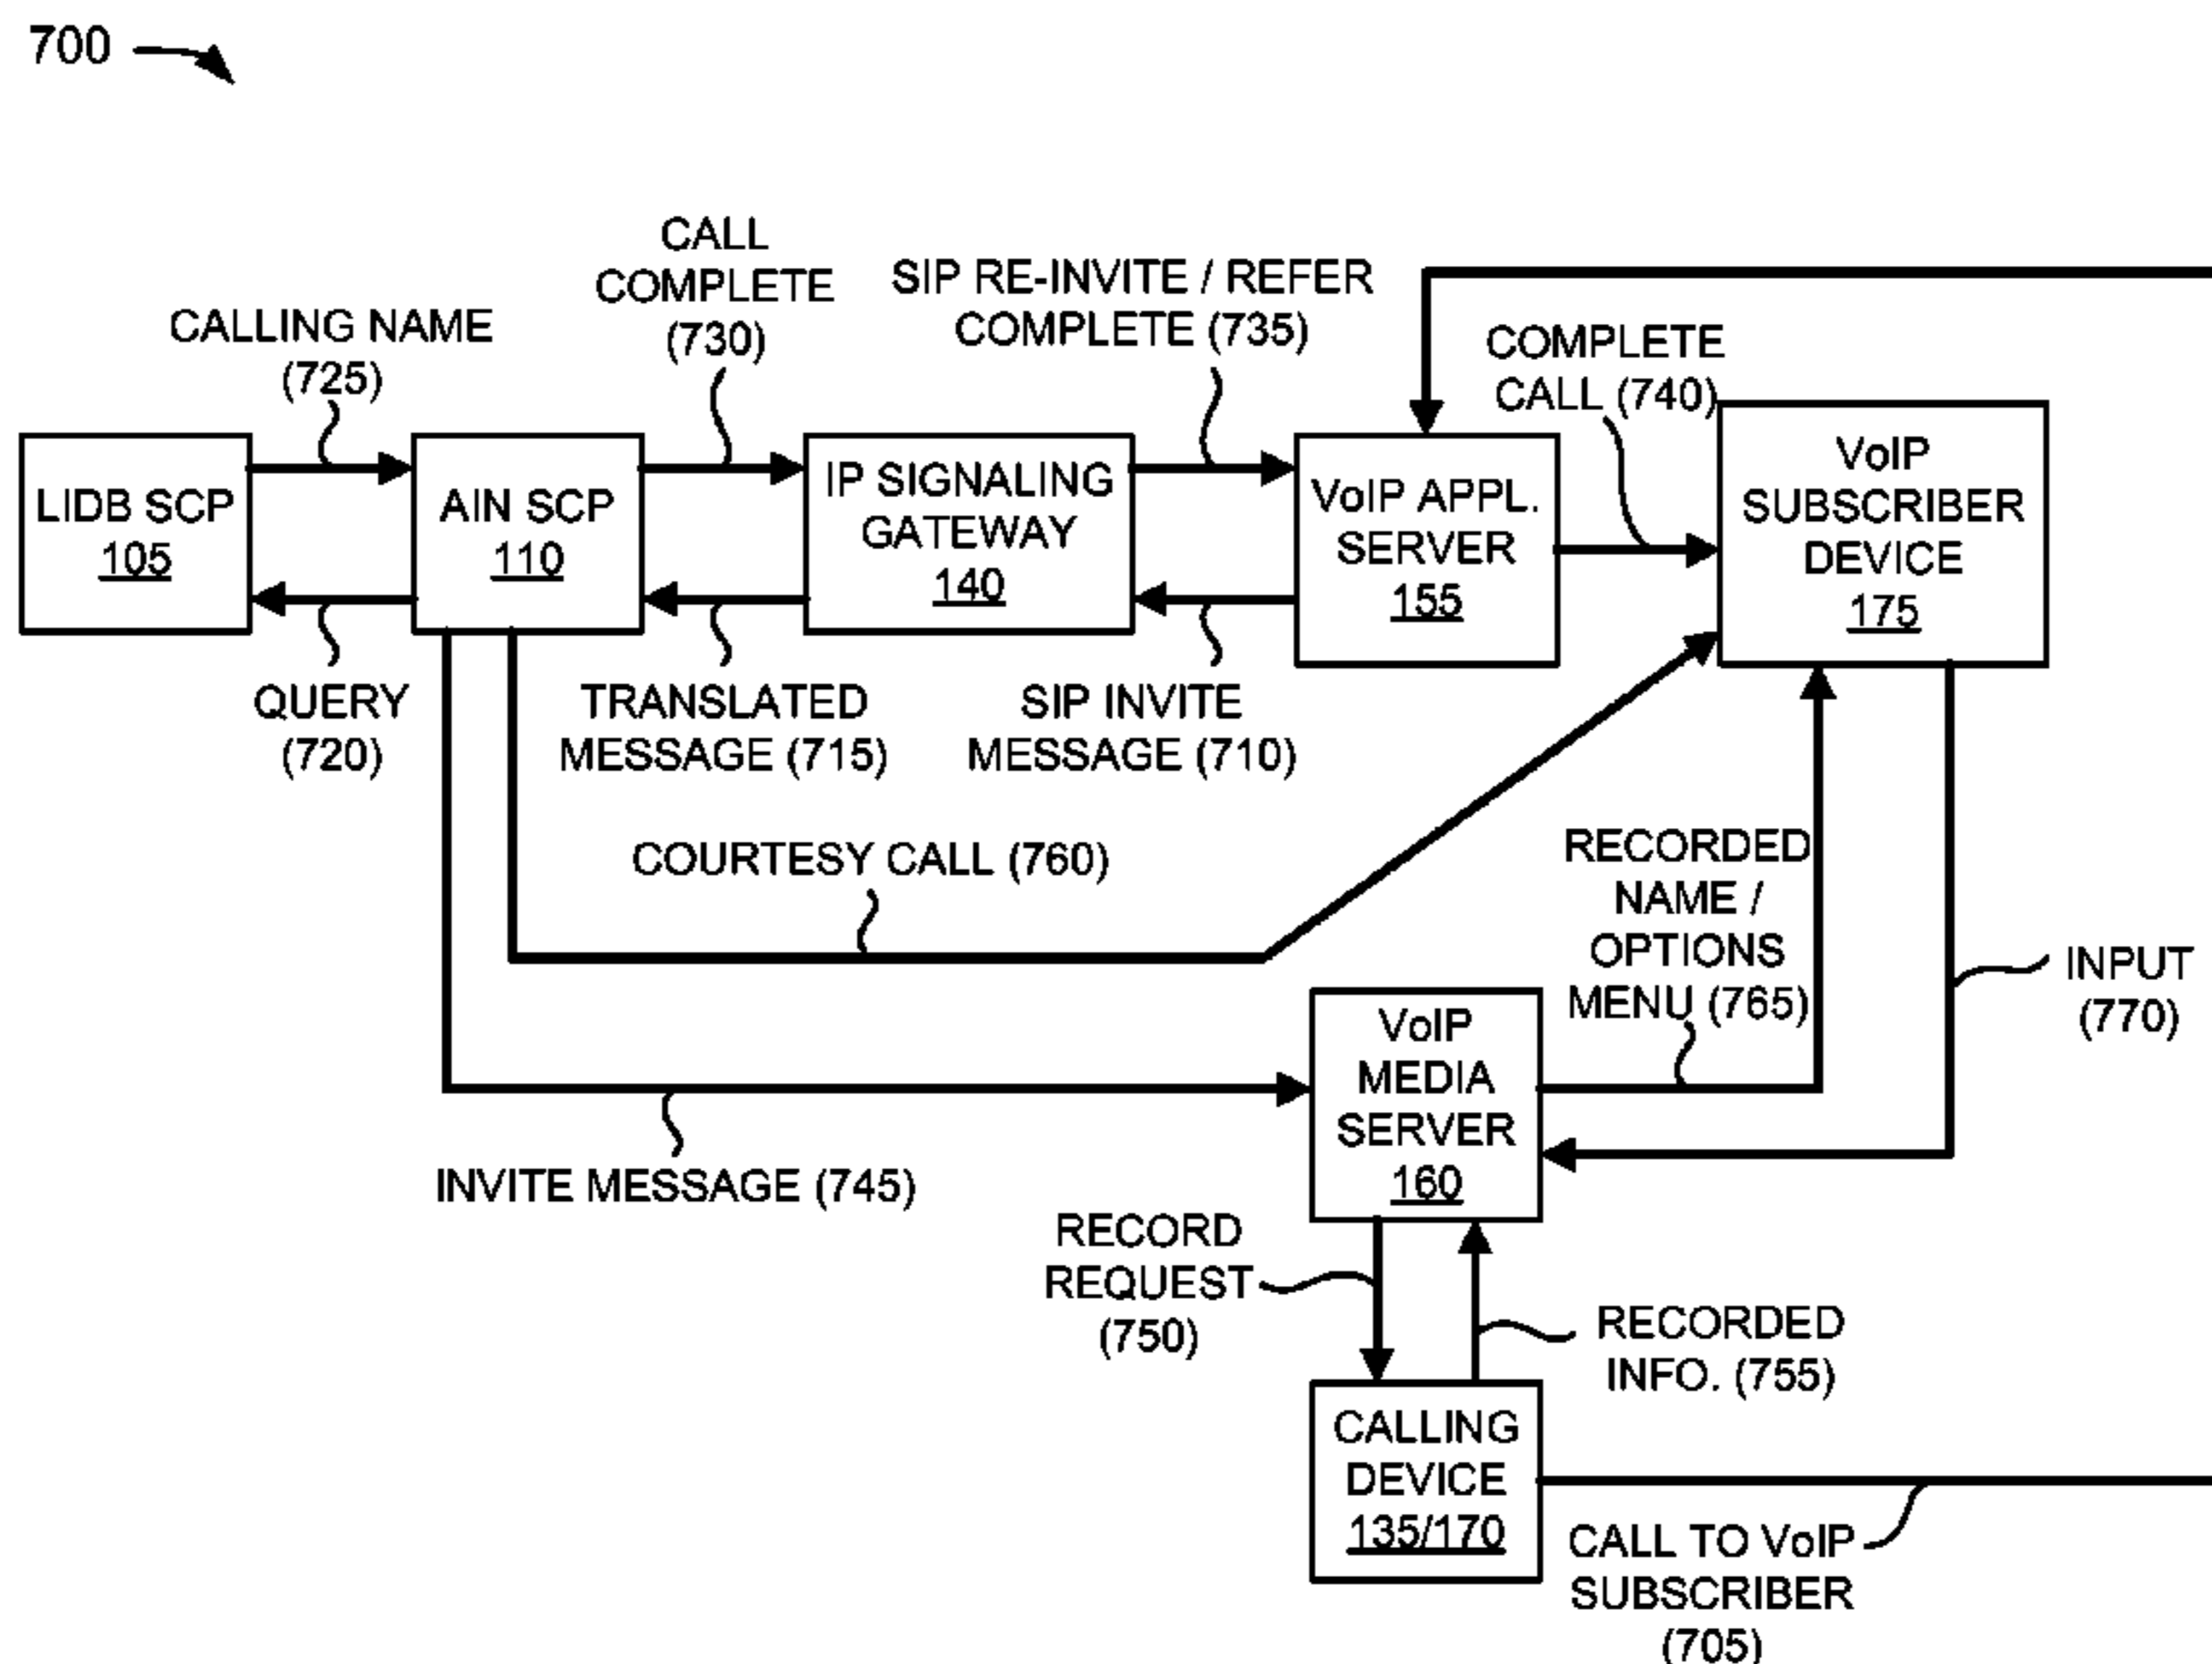 700
CALL
COMPLETE
(730)
SIP RE-INVITE / REFER
COMPLETE (735)
CALLING NAME
(725)
COMPLETE
CALL (740)
LIDB SCP
105
AIN SCP
110
IP SIGNALING
GATEWAY
140
VoIP APPL.
SERVER
155
VoIP
SUBSCRIBER
DEVICE
175
QUERY
(720)
TRANSLATED
MESSAGE (715)
SIP INVITE
MESSAGE (710)
COURTESY CALL (760)
RECORDED
NAME /
OPTIONS
MENU (765)
INPUT
(770)
VoIP
MEDIA
SERVER
160
INVITE MESSAGE (745)
RECORD
REQUEST
(750)
RECORDED
INFO. (755)
CALLING
DEVICE
135/170
CALL TO VoIP
SUBSCRIBER
(705)